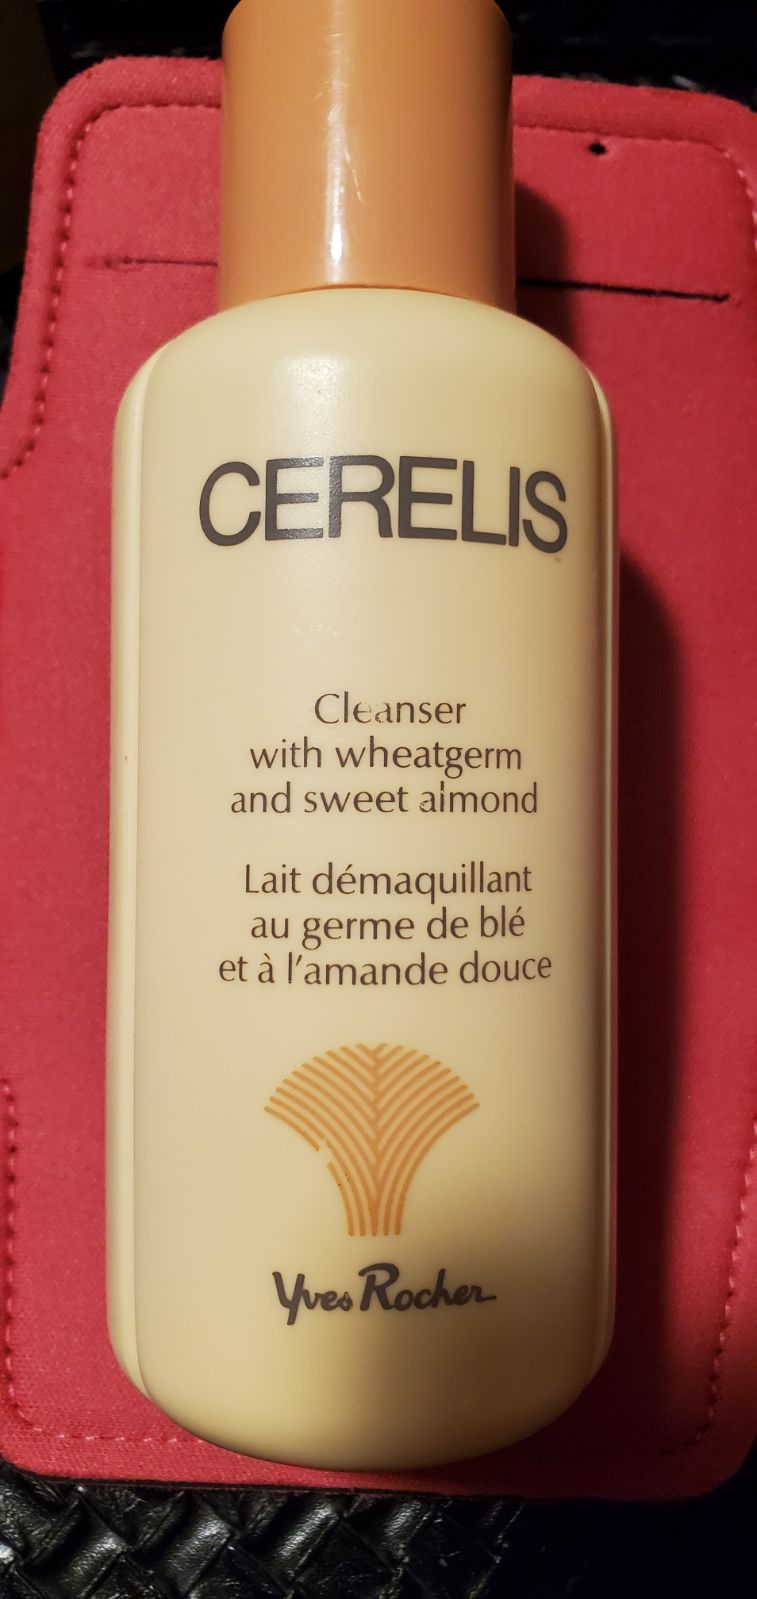 CERELIS
Cleanser
with wheatgerm
and sweet almond
Lait démaquillant
au germe de blé
et à l'amande douce
Yves Rocher